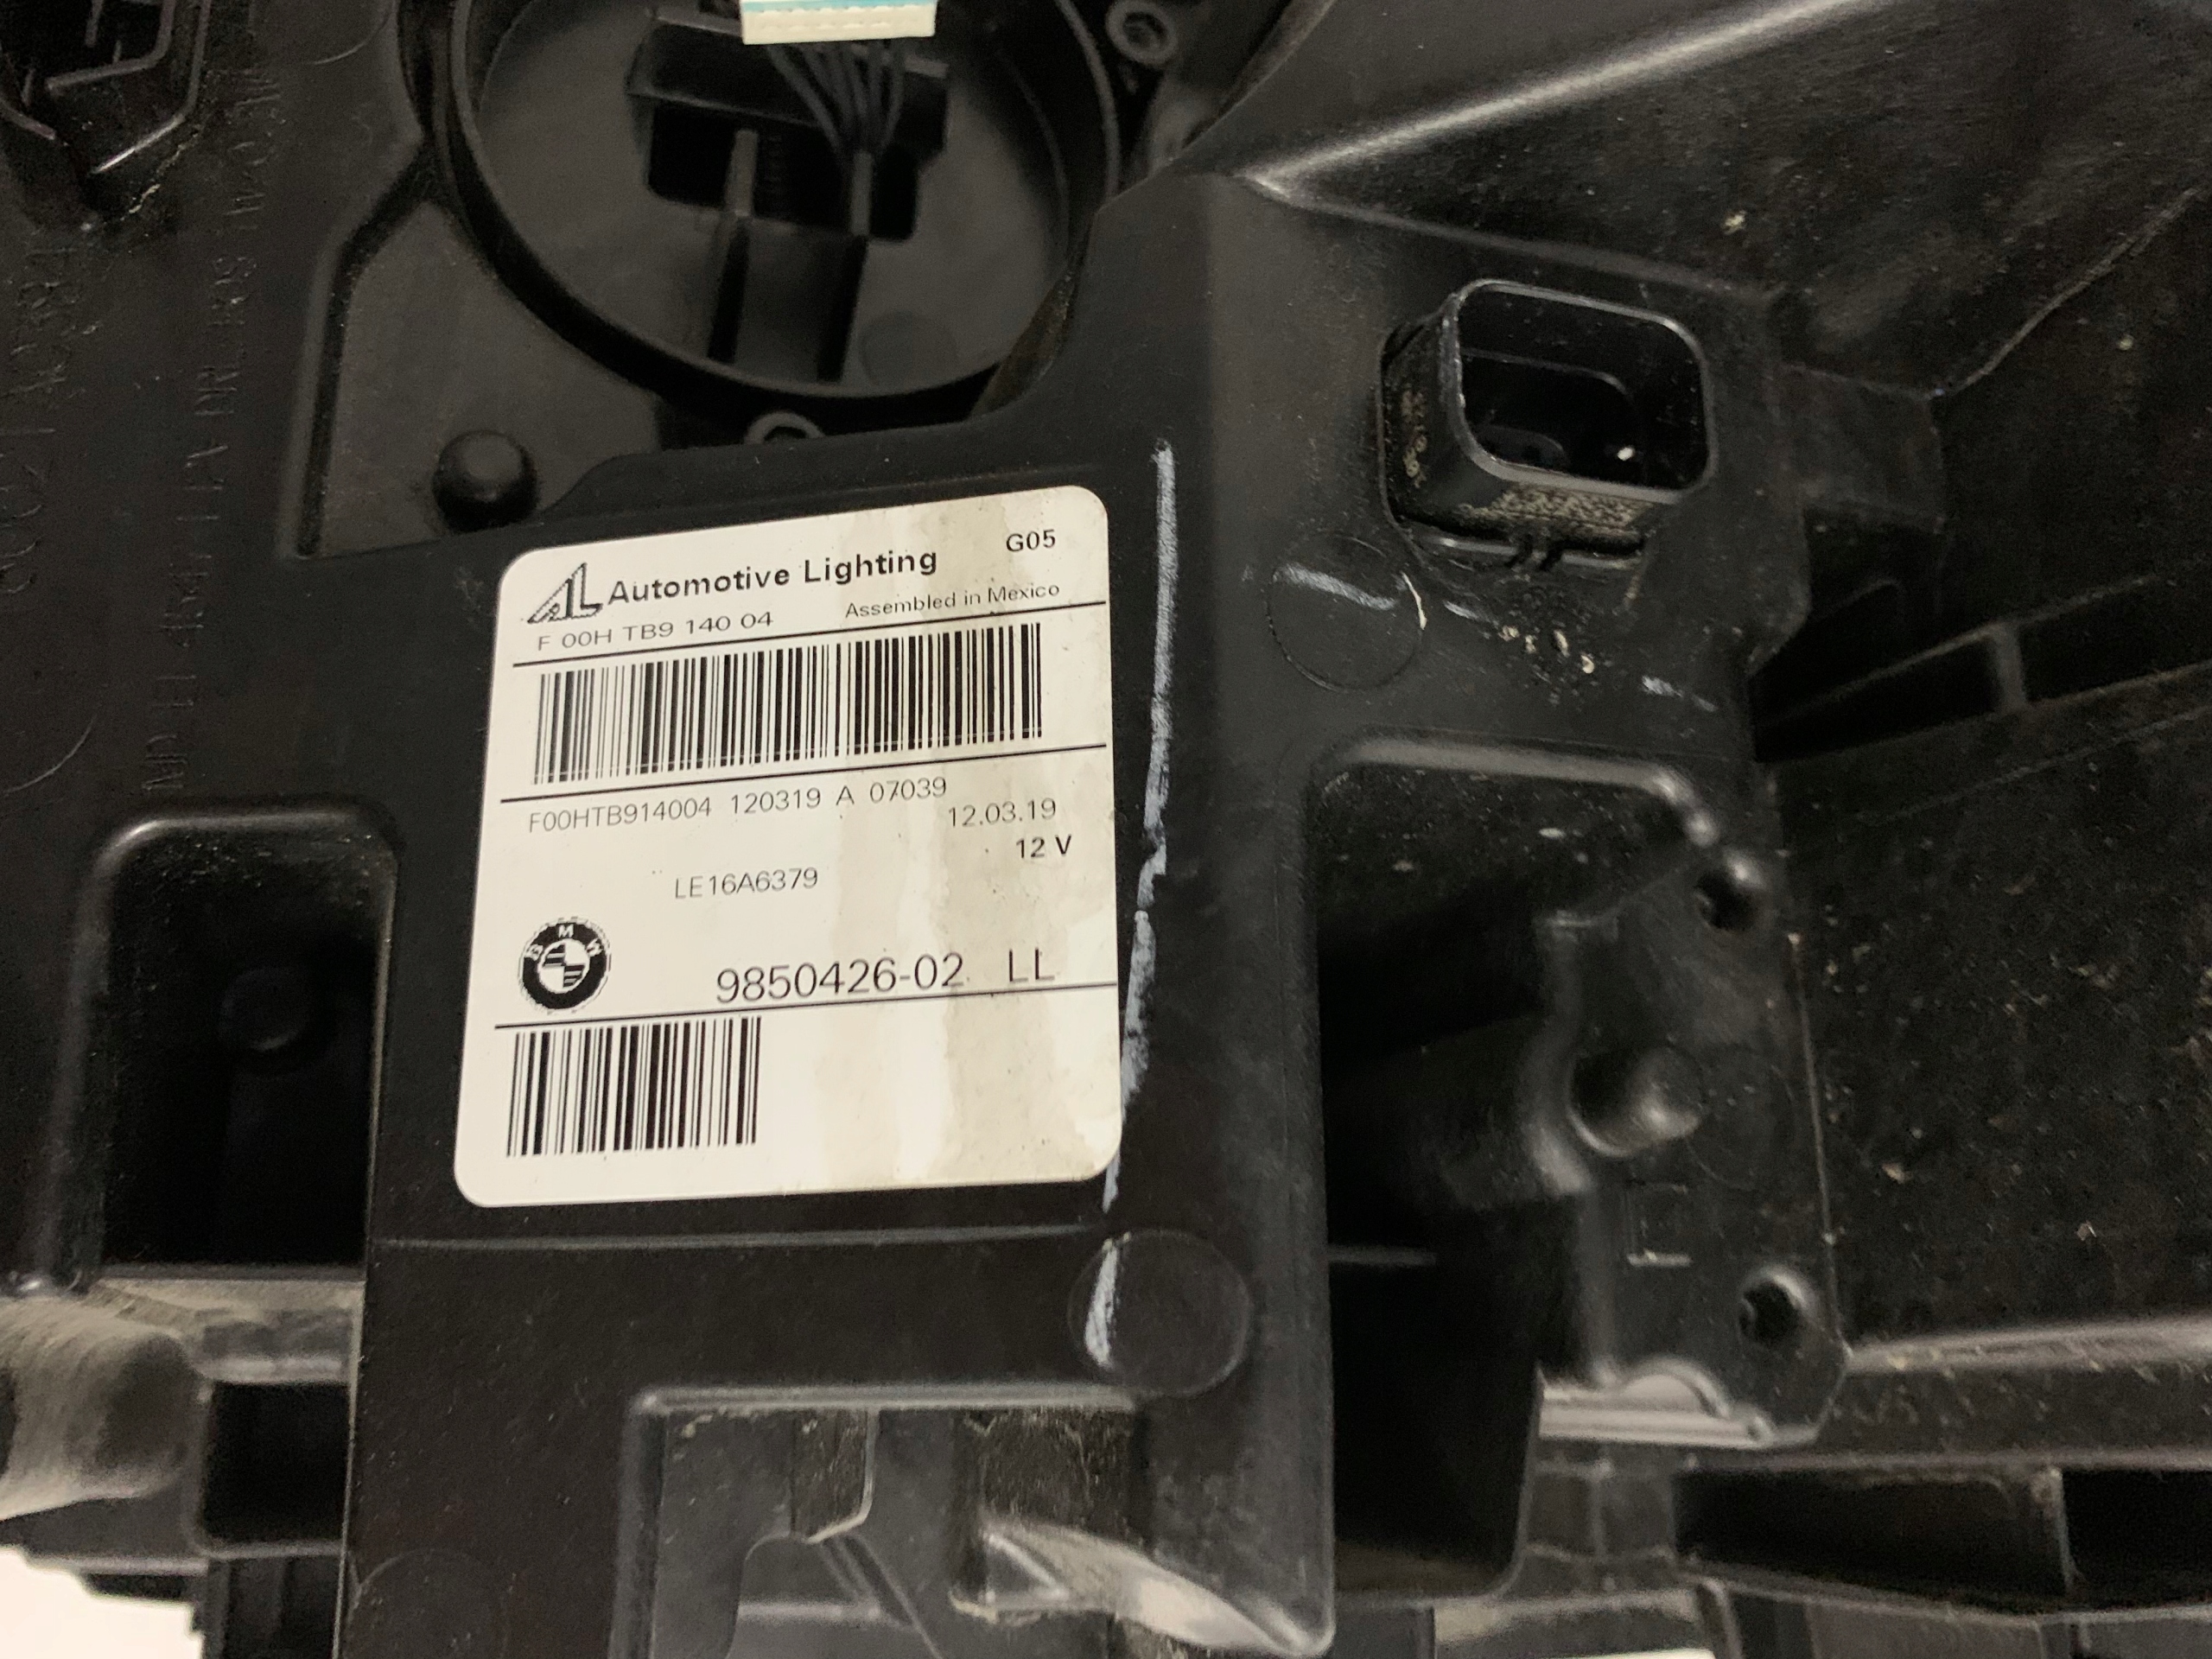 Automotive Lighting
G05
F 00H TB9 140 04
Assembled in Mexico
F00HTB914004 120319 A 07039
12.03.19
12 V
LE16A6379
BMW
9850426-02 LL